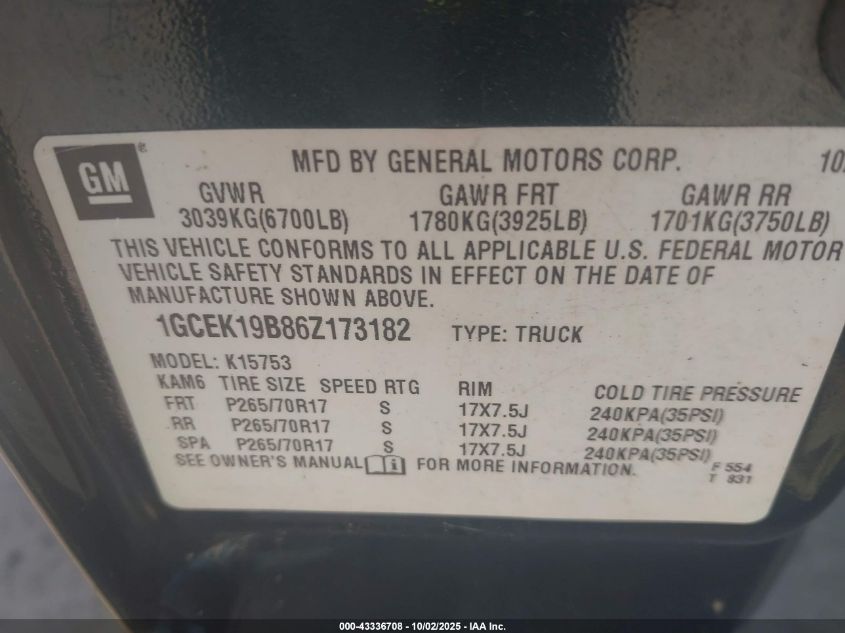 GM ®
MFD BY GENERAL MOTORS CORP. 10
GVWR GAWR FRT GAWR RR
3039KG(6700LB) 1780KG(3925LB) 1701KG(3750LB)
THIS VEHICLE CONFORMS TO ALL APPLICABLE U.S. FEDERAL MOTOR
VEHICLE SAFETY STANDARDS IN EFFECT ON THE DATE OF
MANUFACTURE SHOWN ABOVE.
1GCEK19B86Z173182 TYPE: TRUCK
MODEL: K15753
KAM6 TIRE SIZE SPEED RTG RIM COLD TIRE PRESSURE
FRT P265/70R17 S 17X7.5J 240KPA(35PSI)
RR P265/70R17 S 17X7.5J 240KPA(35PSI)
SPA P265/70R17 S 17X7.5J 240KPA(35PSI)
SEE OWNER'S MANUAL i FOR MORE INFORMATION.
F 554
T 831
000-43336708 - 10/02/2025 - IAA Inc.